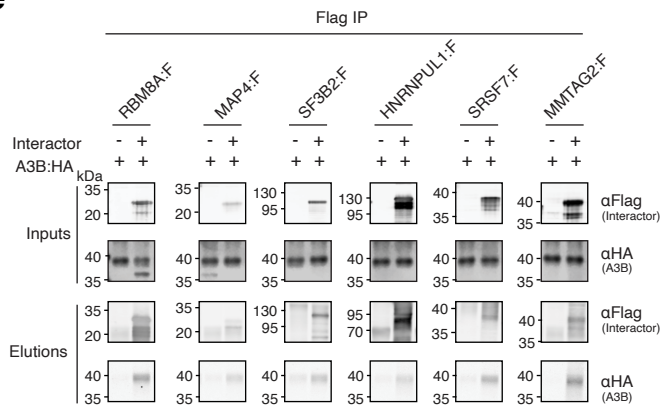 Flag IP
RBM8A:F MAP4:F SF3B2:F HNRNPUL1:F SRSF7:F MMTAG2:F
Interactor - + - + - + - + - + - +
A3B:HA + + + + + + + + + + + +
kDa
Inputs
35 20 35 20 130 95 130 95 40 35 40 35 αFlag (Interactor)
40 35 40 35 40 35 40 35 40 35 40 35 αHA (A3B)
Elutions
35 20 35 20 130 95 95 70 40 35 40 35 αFlag (Interactor)
40 35 40 35 40 35 40 35 40 35 40 35 αHA (A3B)